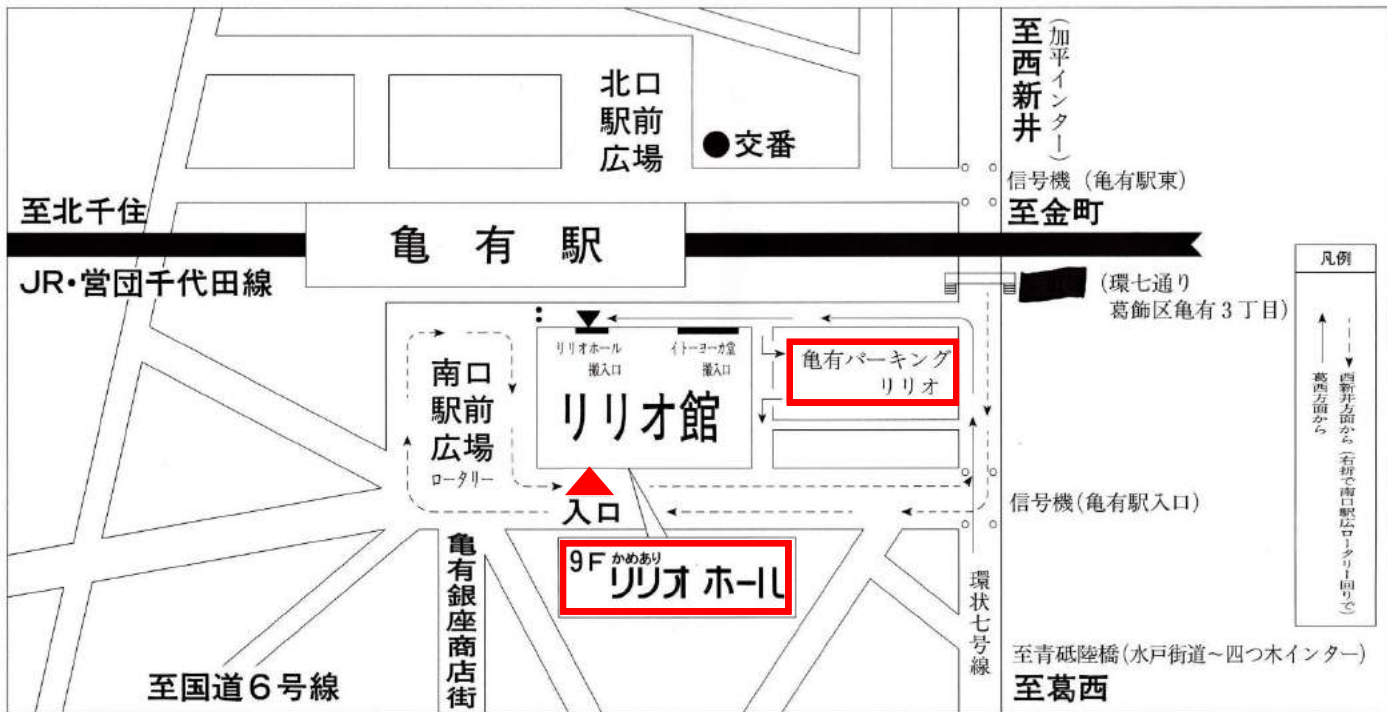 北口
駅前
広場
●交番
至西新井
(加平インター)
信号機(亀有駅東)
至北千住
至金町
亀有駅
JR・営団千代田線
(環七通り
葛飾区亀有3丁目)
凡例
西新井方面から(右折で南口駅広ロータリー回りで)
葛西方面から
リリオホール
搬入口
イトーヨーカ堂
搬入口
亀有パーキング
リリオ
南口
駅前
広場
ロータリー
リリオ館
入口
信号機(亀有駅入口)
9F かめあり
リリオ ホール
亀有銀座商店街
環状七号線
至国道6号線
至青砥陸橋(水戸街道~四つ木インター)
至葛西